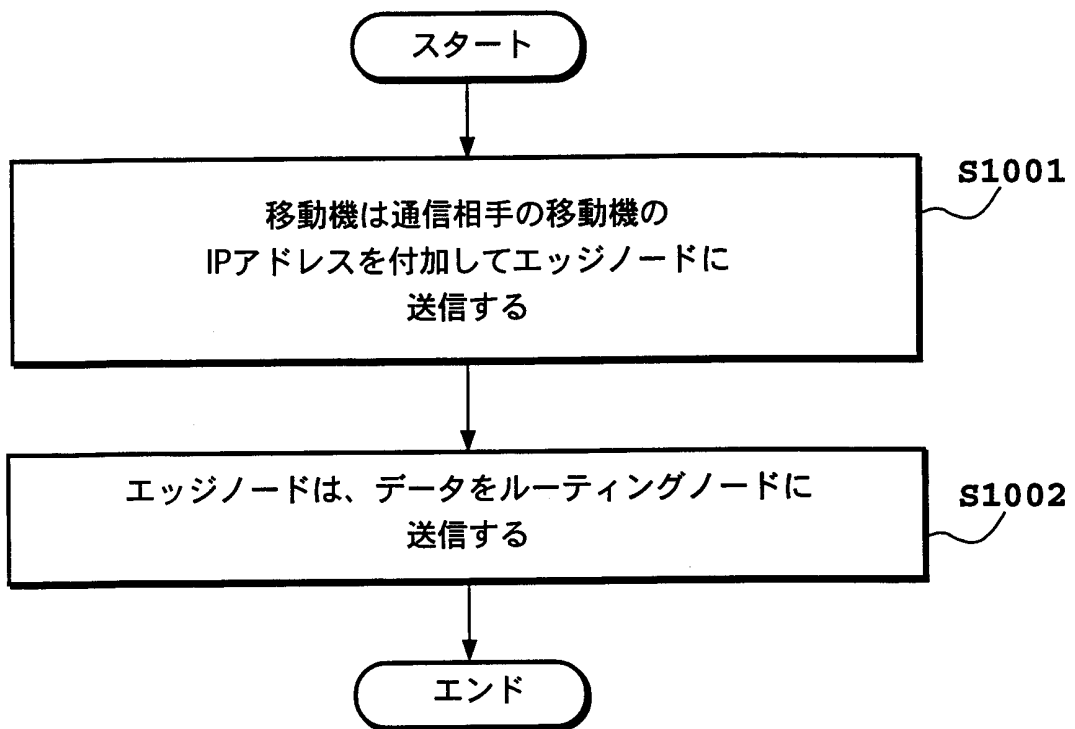 スタート
S1001
移動機は通信相手の移動機の
IPアドレスを付加してエッジノードに
送信する
エッジノードは、データをルーティングノードに
S1002
送信する
エンド